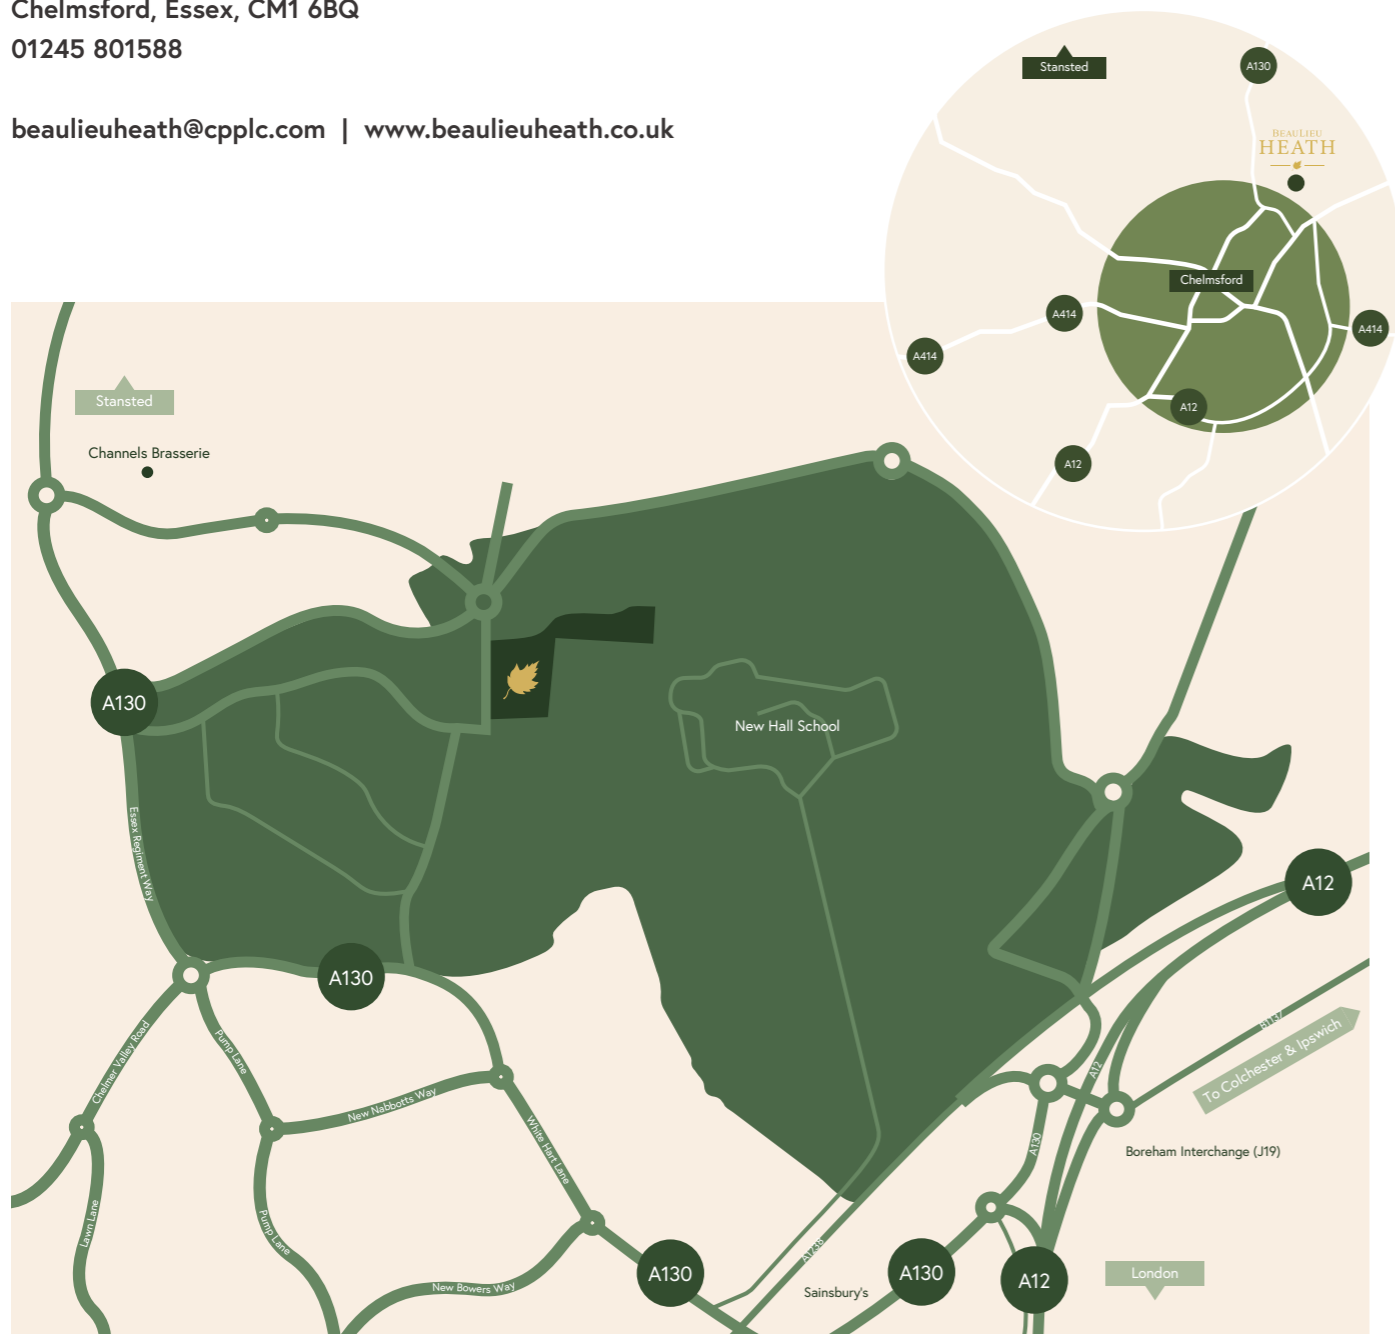 Chelmsford, Essex, CM1 6BQ
01245 801588
beaulieuheath@cpplc.com | www.beaulieuheath.co.uk
Stansted
A130
BEAULIEU
HEATH
Chelmsford
A414
A414
A414
A12
A12
Stansted
Channels Brasserie
A130
New Hall School
Essex Regiment Way
A12
A130
B1137
To Colchester & Ipswich
Chelmer Valley Road
Pump Lane
New Nabbotts Way
White Hart Lane
A12
A130
Boreham Interchange (J19)
Lawn Lane
Pump Lane
New Bowers Way
A130
Sainsbury's
A130
A12
London